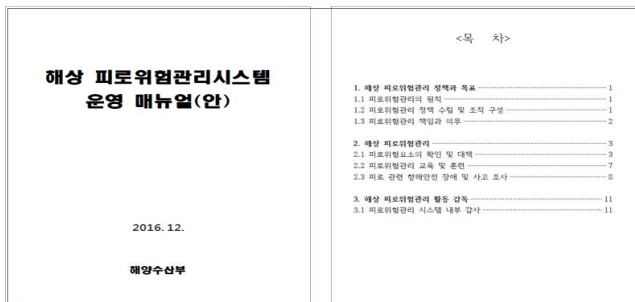 해상 피로위험관리시스템
운영 매뉴얼(안)
2016. 12.
해양수산부
<목 차>
1. 해상 피로위험관리 정책과 목표 1
1.1 피로위험관리의 원칙 1
1.2 피로위험관리 정책 수립 및 조직 구성 1
1.3 피로위험관리 책임과 의무 2
2. 해상 피로위험관리 3
2.1 피로위험요소의 확인 및 대책 3
2.2 피로위험관리 교육 및 훈련 7
2.3 피로 관련 항해안전 장애 및 사고 조사 8
3. 해상 피로위험관리 활동 감독 11
3.1 피로위험관리 시스템 내부 감사 11